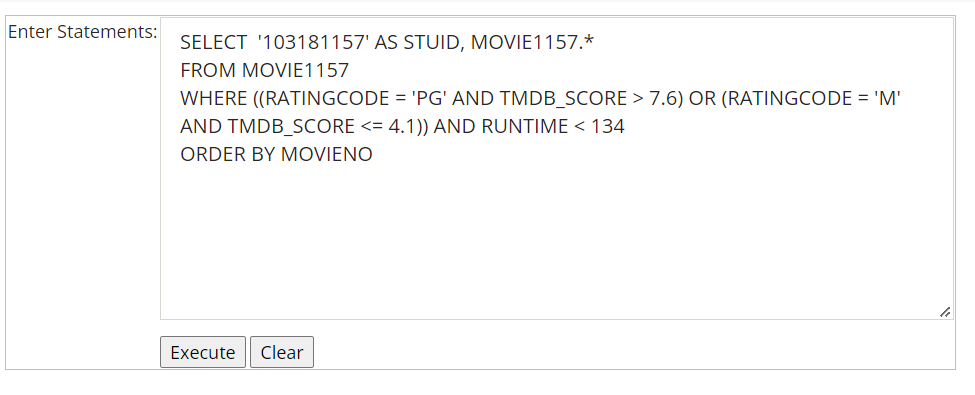 Enter Statements:
SELECT  '103181157' AS STUID, MOVIE1157.*
FROM MOVIE1157
WHERE ((RATINGCODE = 'PG' AND TMDB_SCORE > 7.6) OR (RATINGCODE = 'M'
AND TMDB_SCORE <= 4.1)) AND RUNTIME < 134
ORDER BY MOVIENO
Execute Clear